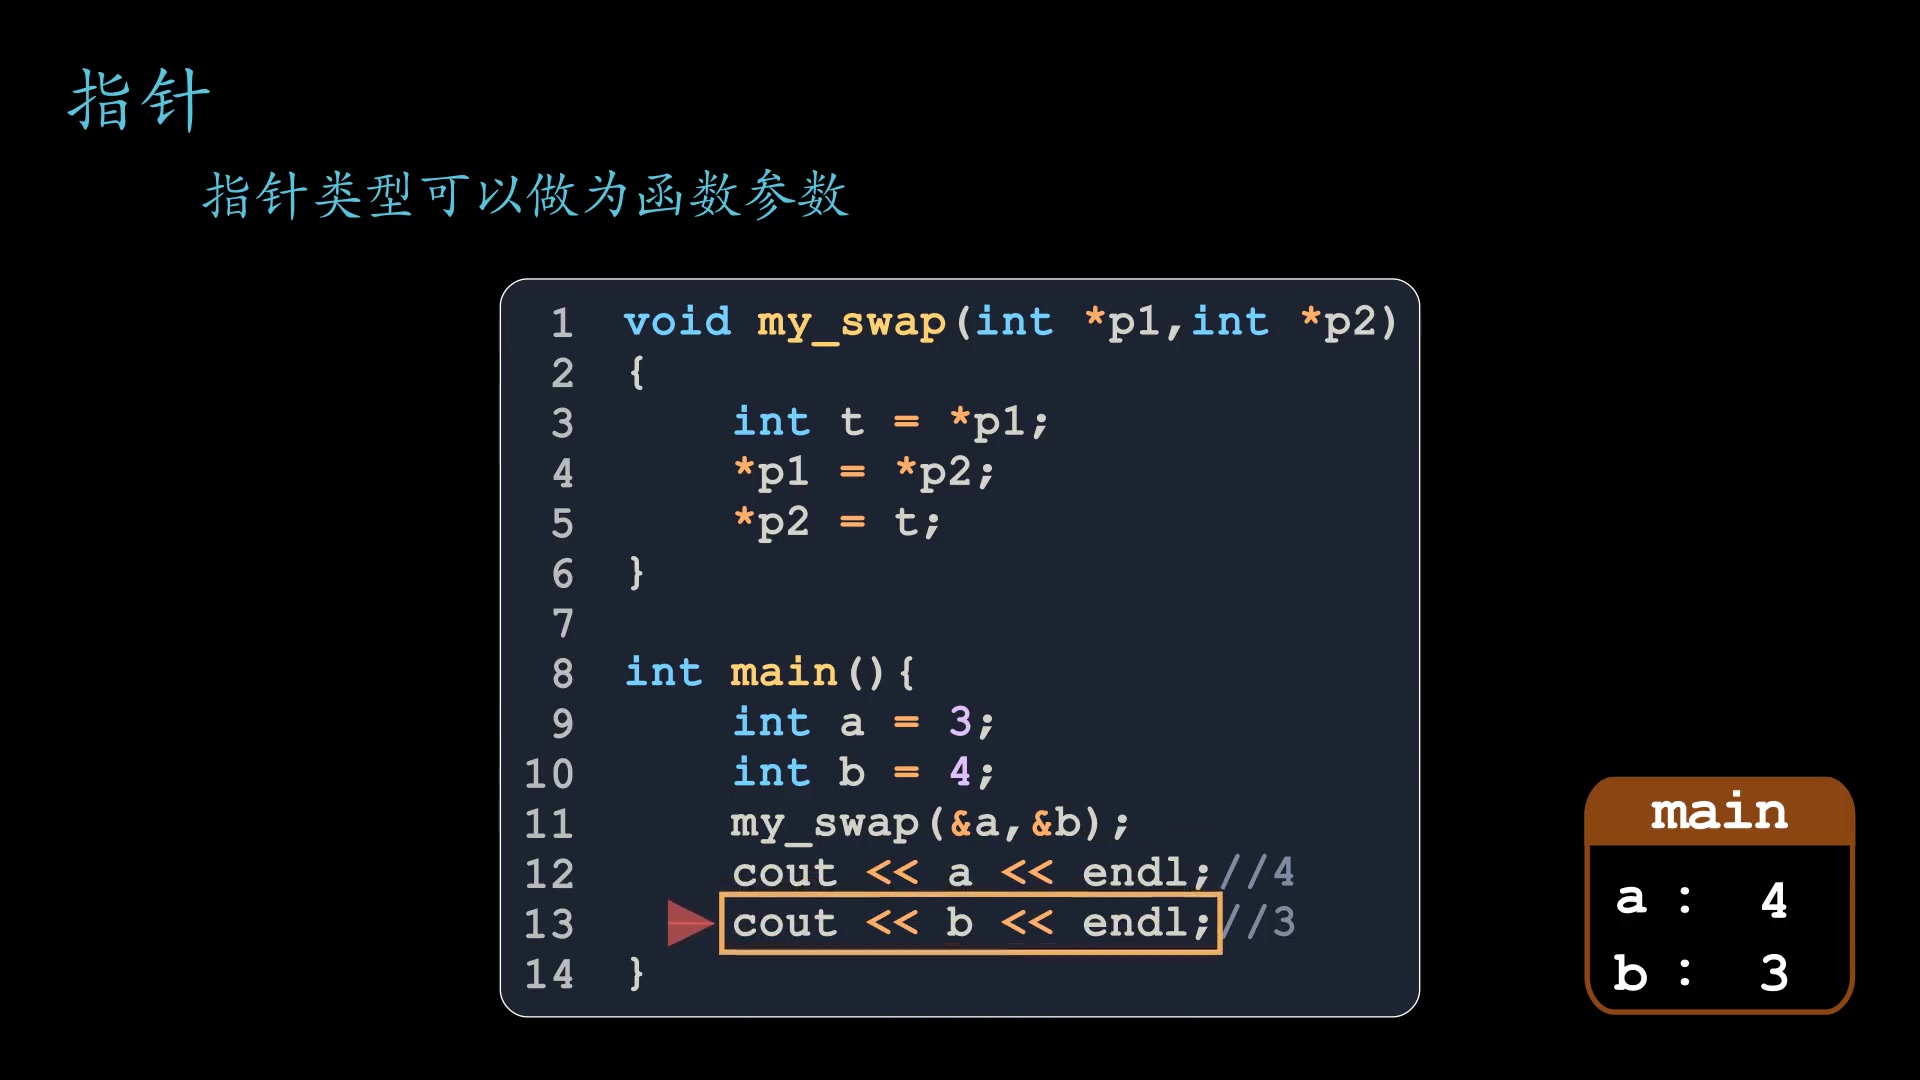 指针
指针类型可以做为函数参数
1 void my_swap(int *p1,int *p2)
2 {
3     int t = *p1;
4     *p1 = *p2;
5     *p2 = t;
6 }
7
8 int main(){
9     int a = 3;
10     int b = 4;
11     my_swap(&a,&b);
12     cout << a << endl;//4
13     cout << b << endl;//3
14 }
main
a : 4
b : 3